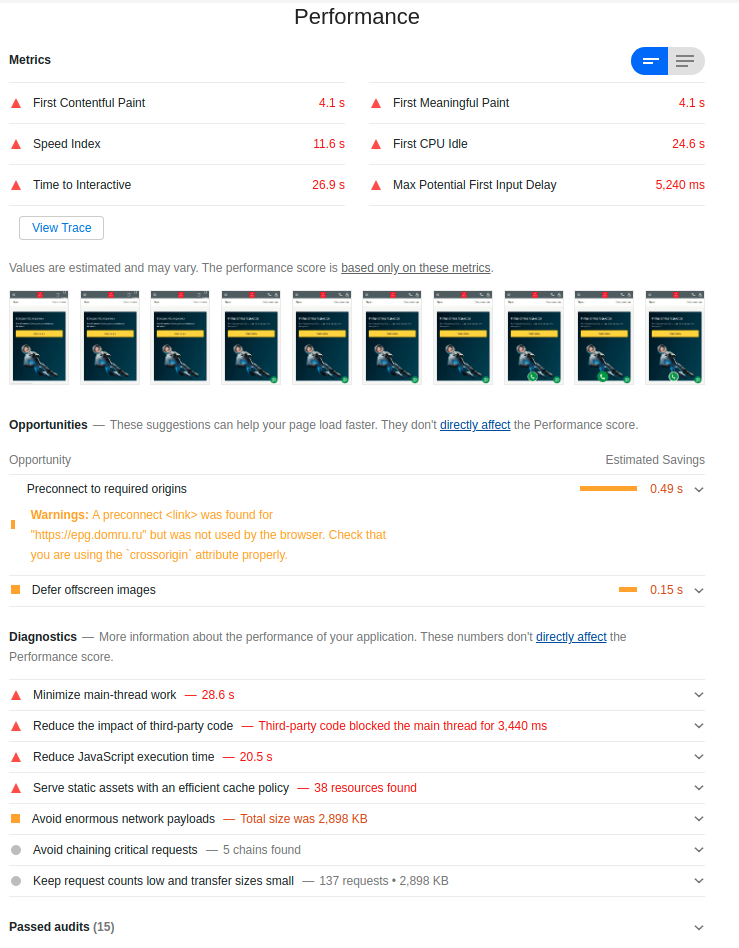 Performance
Metrics
First Contentful Paint 4.1 s
First Meaningful Paint 4.1 s
Speed Index 11.6 s
First CPU Idle 24.6 s
Time to Interactive 26.9 s
Max Potential First Input Delay 5,240 ms
View Trace
Values are estimated and may vary. The performance score is based only on these metrics.
Opportunities — These suggestions can help your page load faster. They don't directly affect the Performance score.
Opportunity Estimated Savings
Preconnect to required origins 0.49 s
Warnings: A preconnect <link> was found for
"https://epg.domru.ru" but was not used by the browser. Check that
you are using the `crossorigin` attribute properly.
Defer offscreen images 0.15 s
Diagnostics — More information about the performance of your application. These numbers don't directly affect the
Performance score.
Minimize main-thread work — 28.6 s
Reduce the impact of third-party code — Third-party code blocked the main thread for 3,440 ms
Reduce JavaScript execution time — 20.5 s
Serve static assets with an efficient cache policy — 38 resources found
Avoid enormous network payloads — Total size was 2,898 KB
Avoid chaining critical requests — 5 chains found
Keep request counts low and transfer sizes small — 137 requests • 2,898 KB
Passed audits (15)